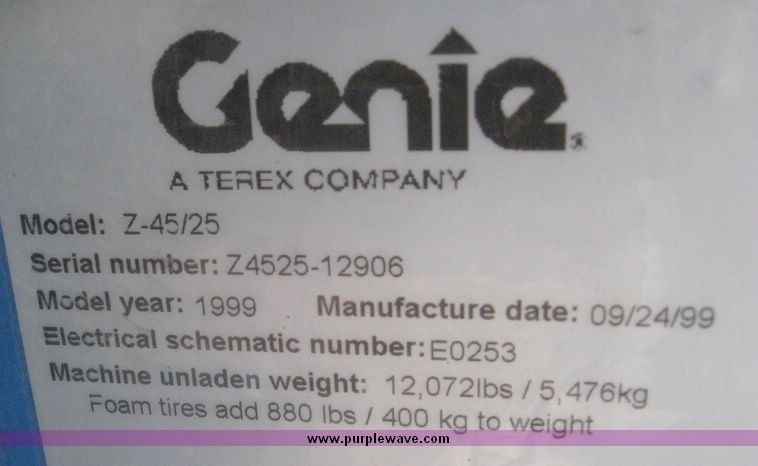 Genie
A TEREX COMPANY
Model: Z-45/25
Serial number: Z4525-12906
Model year: 1999 Manufacture date: 09/24/99
Electrical schematic number: E0253
Machine unladen weight: 12,072lbs / 5,476kg
Foam tires add 880 lbs / 400 kg to weight
www.purplewave.com